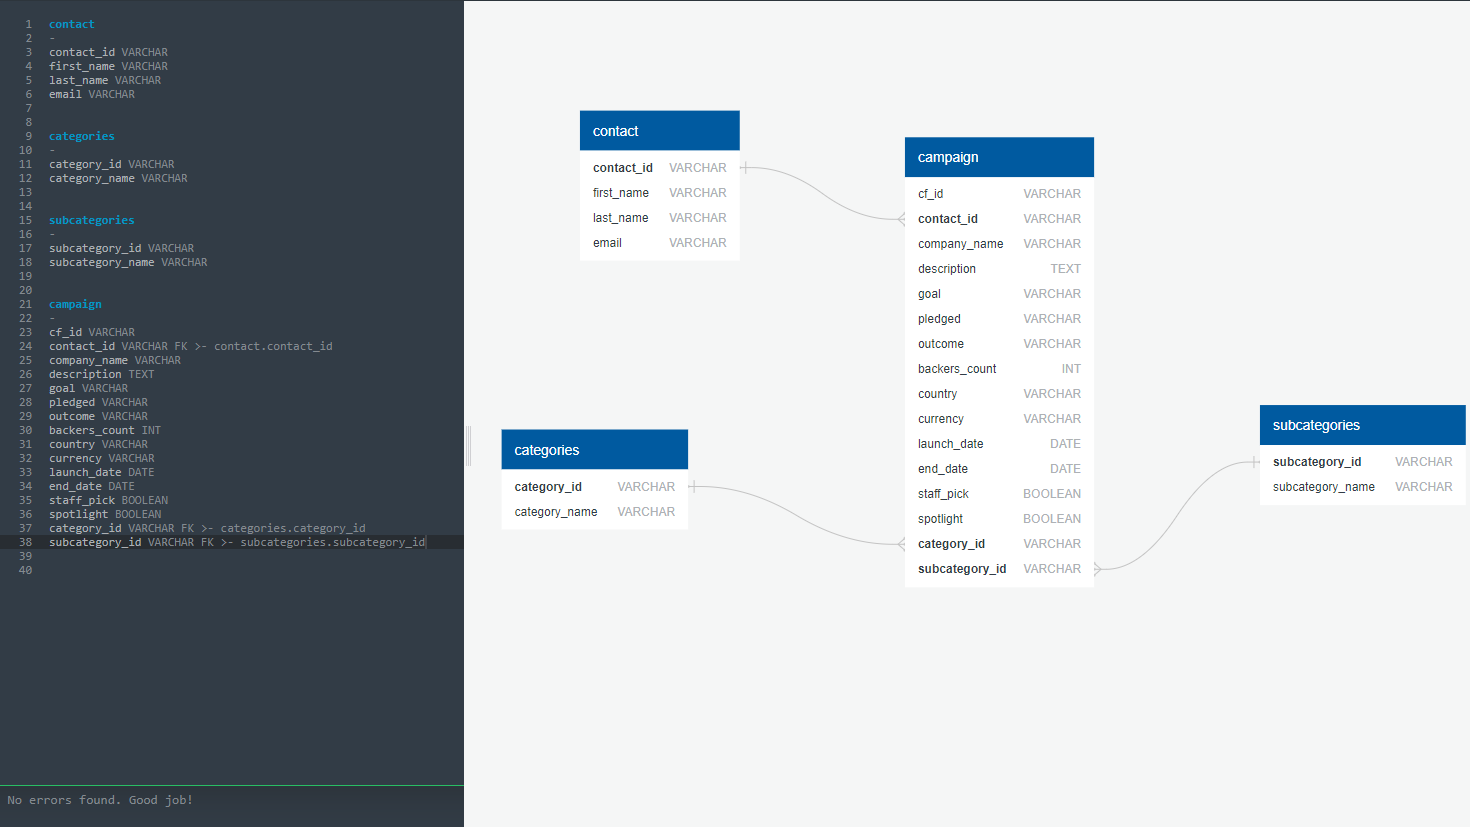 1 contact
2 -
3 contact_id VARCHAR
4 first_name VARCHAR
5 last_name VARCHAR
6 email VARCHAR
7
8
9 categories
10 -
11 category_id VARCHAR
12 category_name VARCHAR
13
14
15 subcategories
16 -
17 subcategory_id VARCHAR
18 subcategory_name VARCHAR
19
20
21 campaign
22 -
23 cf_id VARCHAR
24 contact_id VARCHAR FK >- contact.contact_id
25 company_name VARCHAR
26 description TEXT
27 goal VARCHAR
28 pledged VARCHAR
29 outcome VARCHAR
30 backers_count INT
31 country VARCHAR
32 currency VARCHAR
33 launch_date DATE
34 end_date DATE
35 staff_pick BOOLEAN
36 spotlight BOOLEAN
37 category_id VARCHAR FK >- categories.category_id
38 subcategory_id VARCHAR FK >- subcategories.subcategory_id
39
40
No errors found. Good job!
contact
contact_id VARCHAR
first_name VARCHAR
last_name VARCHAR
email VARCHAR
categories
category_id VARCHAR
category_name VARCHAR
campaign
cf_id VARCHAR
contact_id VARCHAR
company_name VARCHAR
description TEXT
goal VARCHAR
pledged VARCHAR
outcome VARCHAR
backers_count INT
country VARCHAR
currency VARCHAR
launch_date DATE
end_date DATE
staff_pick BOOLEAN
spotlight BOOLEAN
category_id VARCHAR
subcategory_id VARCHAR
subcategories
subcategory_id VARCHAR
subcategory_name VARCHAR